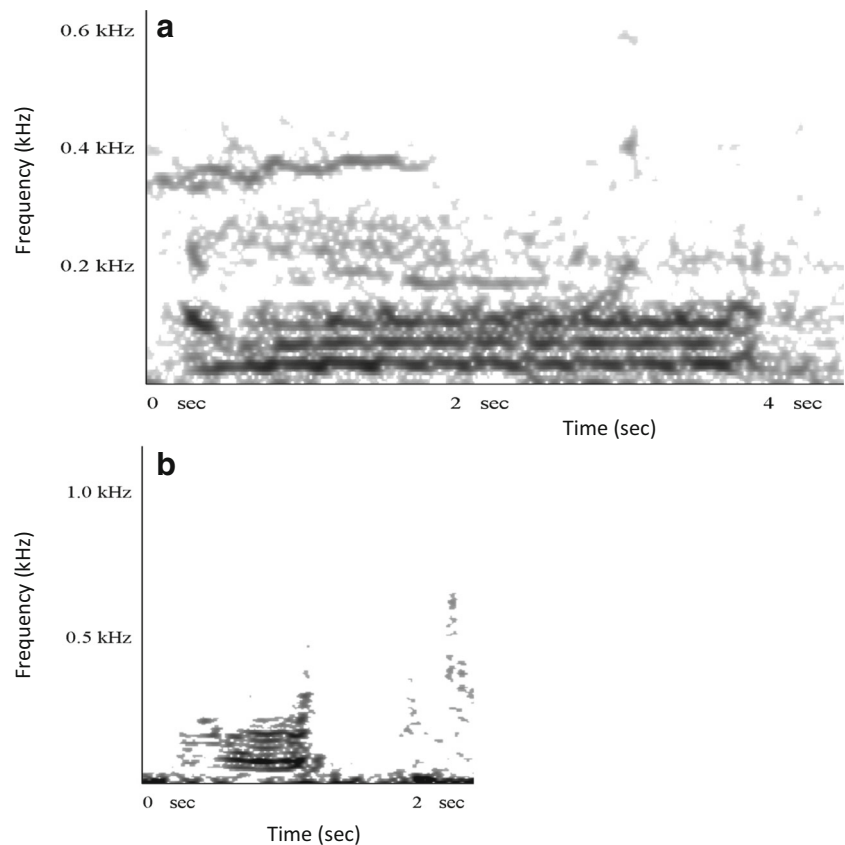 a
0.6 kHz
0.4 kHz
0.2 kHz
Frequency (kHz)
0 sec 2 sec 4 sec
Time (sec)
b
1.0 kHz
0.5 kHz
Frequency (kHz)
0 sec 2 sec
Time (sec)